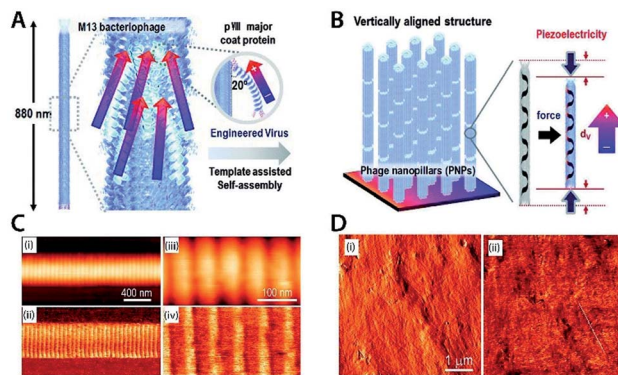 A
M13 bacteriophage
pVIII major
coat protein
880 nm
20°
Engineered Virus
Template assisted
Self-assembly
B
Vertically aligned structure
Piezoelectricity
force
dv
Phage nanopillars (PNPs)
C
(i)
400 nm
(iii)
100 nm
(ii)
(iv)
D
(i)
1 μm
(ii)